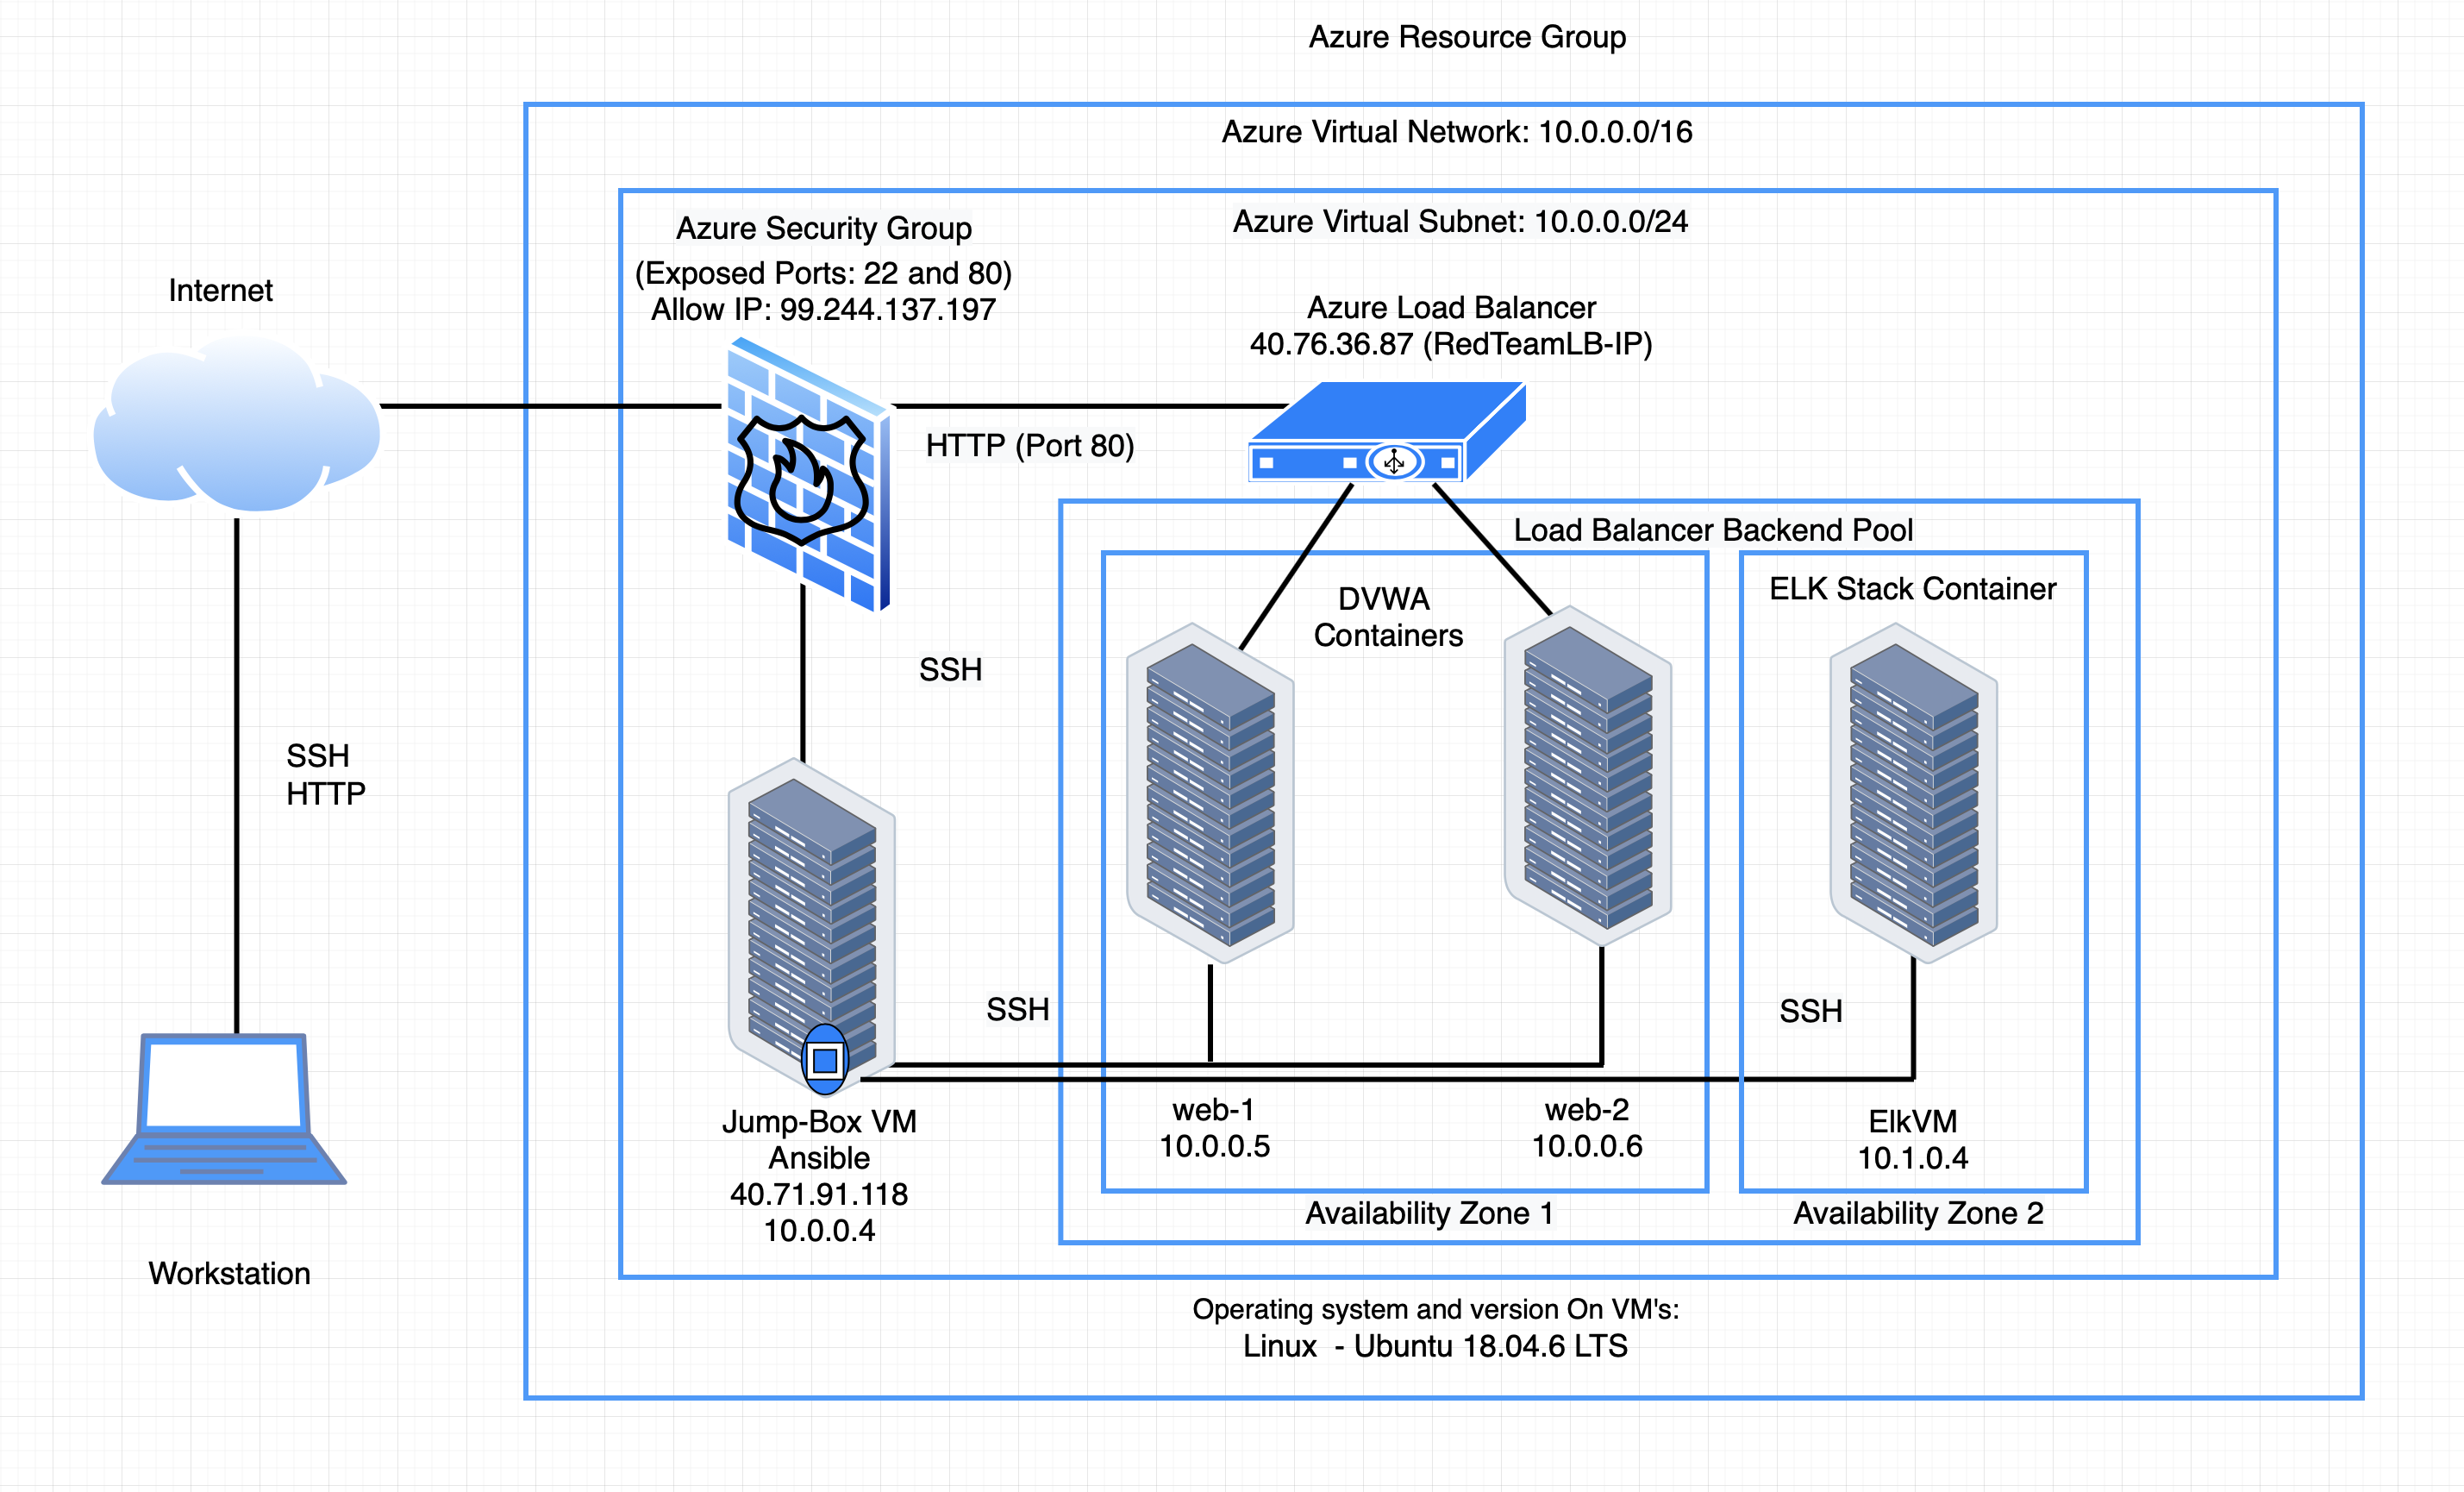 Azure Resource Group
Azure Virtual Network: 10.0.0.0/16
Azure Virtual Subnet: 10.0.0.0/24
Azure Security Group
(Exposed Ports: 22 and 80)
Allow IP: 99.244.137.197
Internet
Azure Load Balancer
40.76.36.87 (RedTeamLB-IP)
HTTP (Port 80)
Load Balancer Backend Pool
DVWA
Containers
ELK Stack Container
SSH
SSH
HTTP
SSH
SSH
Jump-Box VM
Ansible
40.71.91.118
10.0.0.4
web-1
10.0.0.5
web-2
10.0.0.6
ElkVM
10.1.0.4
Availability Zone 1
Availability Zone 2
Workstation
Operating system and version On VM's:
Linux  - Ubuntu 18.04.6 LTS